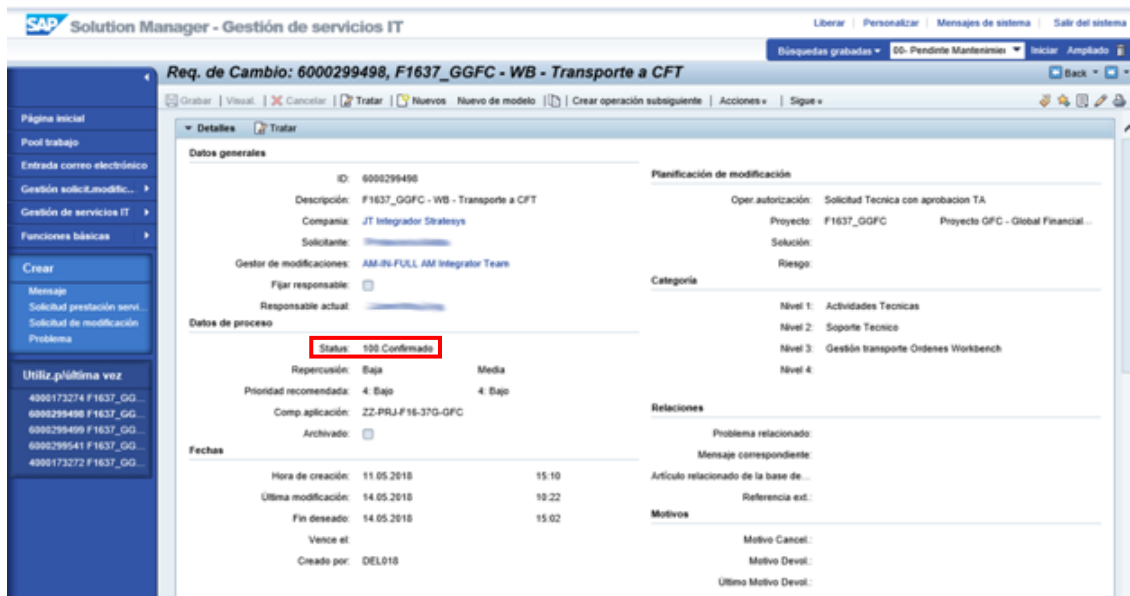 SAP Solution Manager - Gestión de servicios IT
Liberar | Personalizar | Mensajes de sistema | Salir del sistema
Búsquedas grabadas 00- Pendinte Mantenimier Iniciar Ampliado
Req. de Cambio: 6000299498, F1637_GGFC - WB - Transporte a CFT
Back
Grabar | Visual. | Cancelar | Tratar | Nuevos Nuevo de modelo | Crear operación subsiguiente | Acciones | Sigue
Página inicial
Pool trabajo
Entrada correo electrónico
Gestión solicit.modific...
Gestión de servicios IT
Funciones básicas
Crear
Mensaje
Solicitud prestación servi...
Solicitud de modificación
Problema
Utiliz.p/última vez
4000173274 F1637_GG...
6000299498 F1637_GG...
6000299499 F1637_GG...
6000299541 F1637_GG...
4000173272 F1637_GG...
Detalles Tratar
Datos generales
ID: 6000299498
Descripción: F1637_GGFC - WB - Transporte a CFT
Compania: JT Integrador Stratesys
Solicitante:
Gestor de modificaciones: AM-IN-FULL AM Integrator Team
Fijar responsable:
Responsable actual:
Datos de proceso
Status: 100 Confirmado
Repercusión: Baja Media
Prioridad recomendada: 4: Bajo 4: Bajo
Comp.aplicación: ZZ-PRJ-F16-37G-GFC
Archivado:
Fechas
Hora de creación: 11.05.2018 15:10
Última modificación: 14.05.2018 10:22
Fin deseado: 14.05.2018 15:02
Vence el:
Creado por: DEL018
Planificación de modificación
Oper.autorización: Solicitud Tecnica con aprobacion TA
Proyecto: F1637_GGFC Proyecto GFC - Global Financial...
Solución:
Riesgo:
Categoría
Nivel 1: Actividades Tecnicas
Nivel 2: Soporte Tecnico
Nivel 3: Gestión transporte Ordenes Workbench
Nivel 4:
Relaciones
Problema relacionado:
Mensaje correspondiente:
Artículo relacionado de la base de...
Referencia ext.:
Motivos
Motivo Cancel.:
Motivo Devol.:
Último Motivo Devol.: